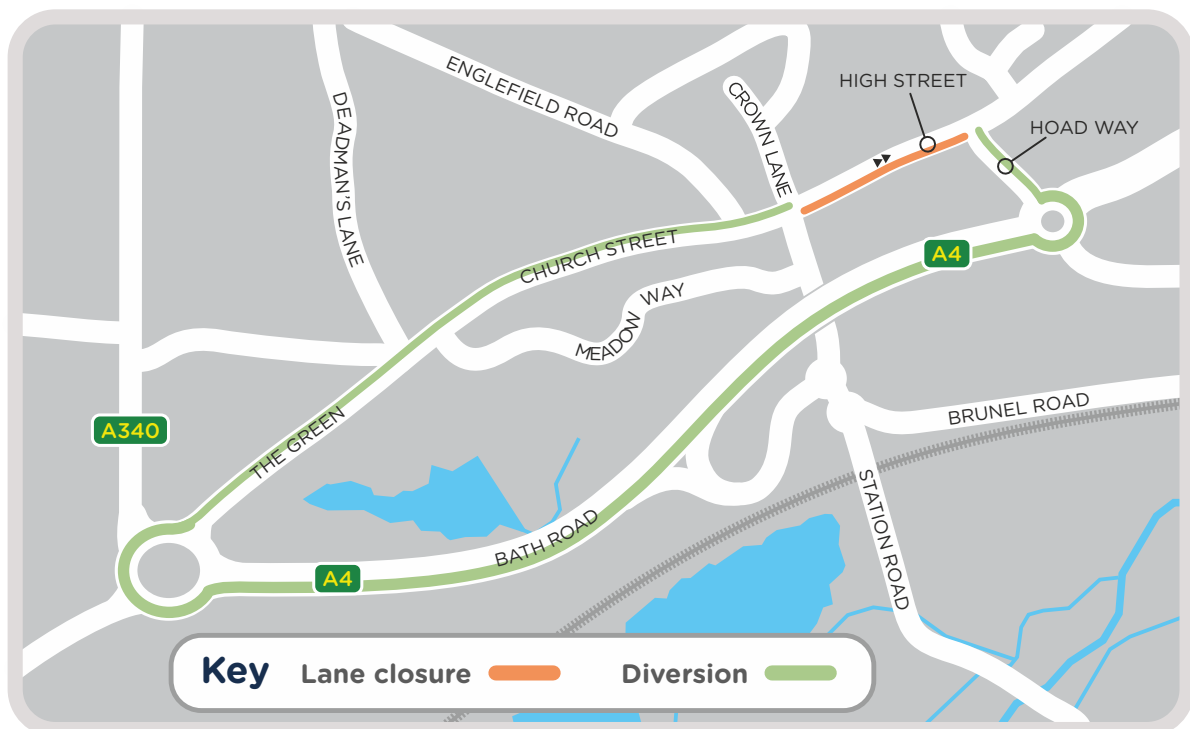 HIGH STREET
ENGLEFIELD ROAD
CROWN LANE
DEADMAN'S LANE
HOAD WAY
CHURCH STREET
A4
MEADOW WAY
A340
THE GREEN
BRUNEL ROAD
STATION ROAD
BATH ROAD
A4
Key Lane closure Diversion